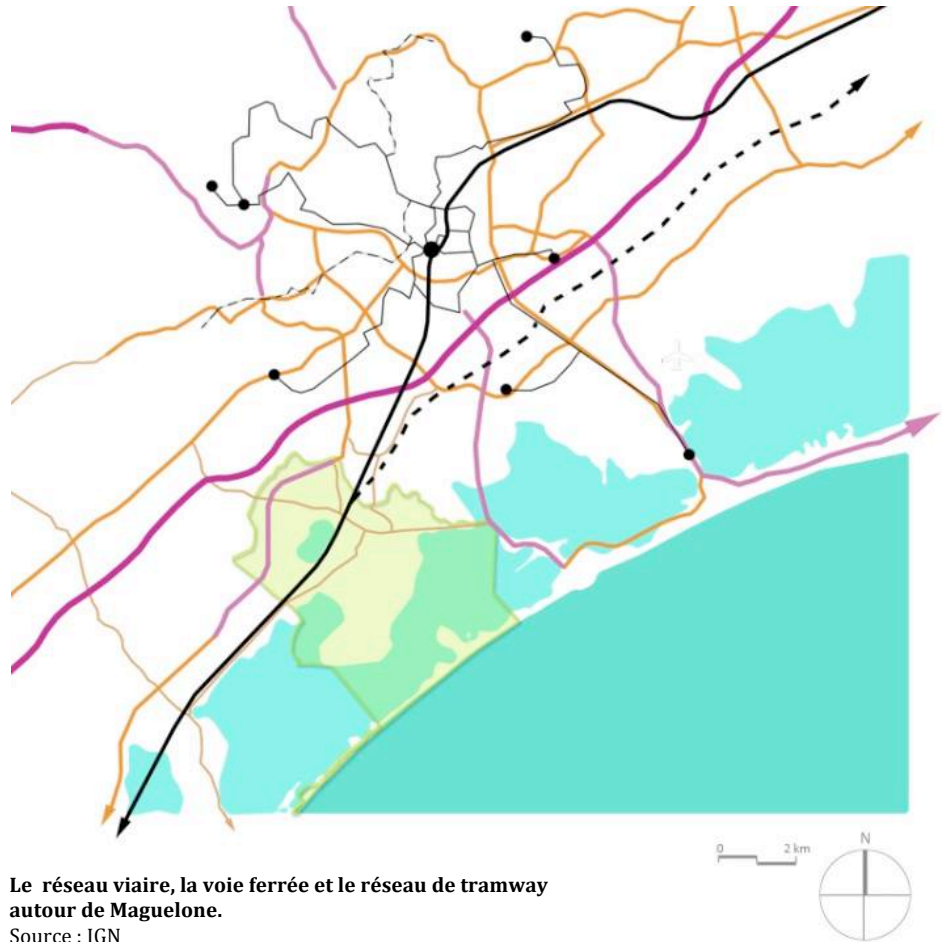 0 2 km
N
Le réseau viaire, la voie ferrée et le réseau de tramway
autour de Maguelone.
Source : IGN